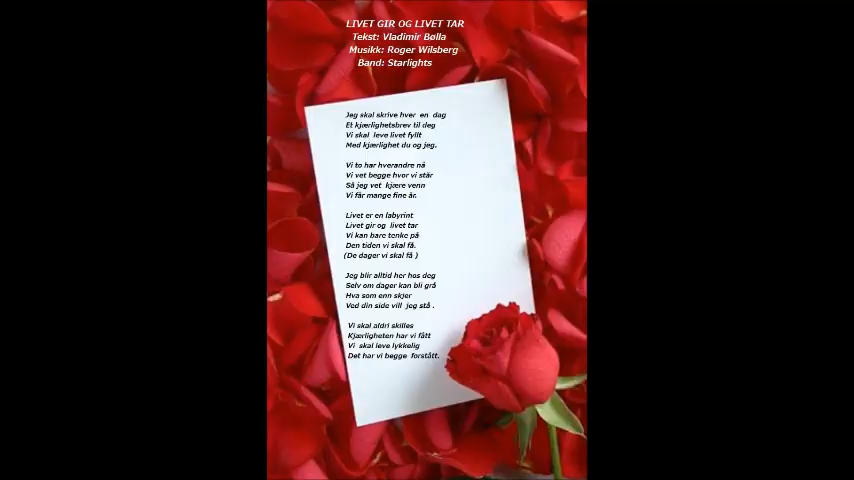 LIVET GIR OG LIVET TAR
Tekst: Vladimir Bølla
Musikk: Roger Wilsberg
Band: Starlights
Jeg skal skrive hver en dag
Et kjærlighetsbrev til deg
Vi skal leve livet fyllt
Med kjærlighet du og jeg.
Vi to har hverandre nå
Vi vet begge hvor vi står
Så jeg vet kjære venn
Vi får mange fine år.
Livet er en labyrint
Livet gir og livet tar
Vi kan bare tenke på
Den tiden vi skal få.
(De dager vi skal få )
Jeg blir alltid her hos deg
Selv om dager kan bli grå
Hva som enn skjer
Ved din side vill jeg stå .
Vi skal aldri skilles
Kjærligheten har vi fått
Vi skal leve lykkelig
Det har vi begge forstått.